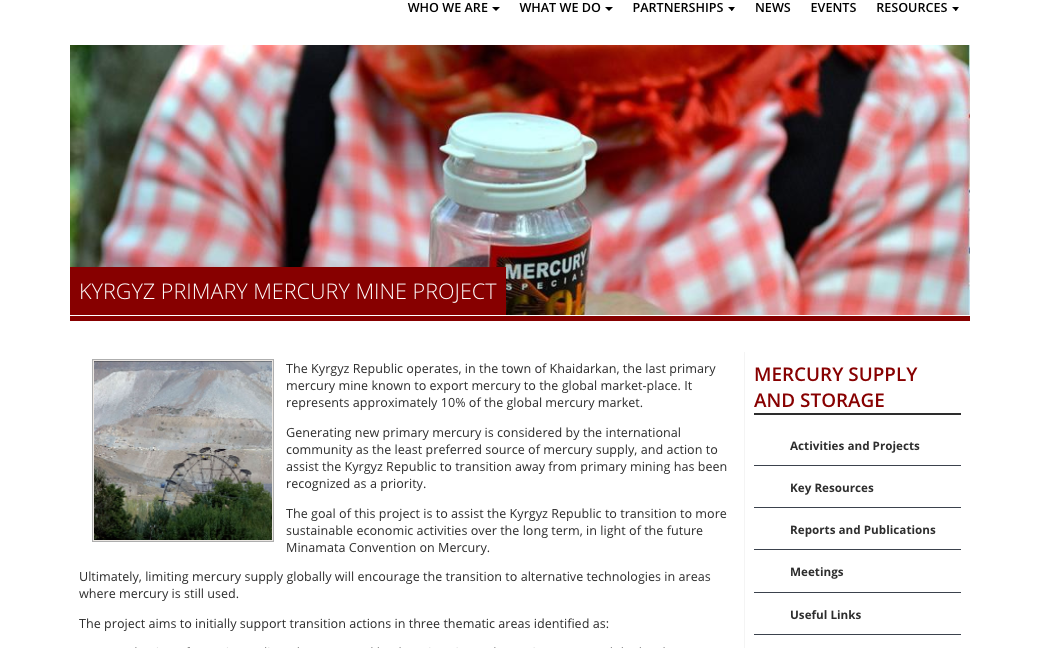 WHO WE ARE
WHAT WE DO
PARTNERSHIPS
NEWS
EVENTS
RESOURCES
MERCURY
SPECIAL
KYRGYZ PRIMARY MERCURY MINE PROJECT
The Kyrgyz Republic operates, in the town of Khaidarkan, the last primary
mercury mine known to export mercury to the global market-place. It
represents approximately 10% of the global mercury market.
Generating new primary mercury is considered by the international
community as the least preferred source of mercury supply, and action to
assist the Kyrgyz Republic to transition away from primary mining has been
recognized as a priority.
The goal of this project is to assist the Kyrgyz Republic to transition to more
sustainable economic activities over the long term, in light of the future
Minamata Convention on Mercury.
Ultimately, limiting mercury supply globally will encourage the transition to alternative technologies in areas
where mercury is still used.
The project aims to initially support transition actions in three thematic areas identified as:
MERCURY SUPPLY
AND STORAGE
Activities and Projects
Key Resources
Reports and Publications
Meetings
Useful Links